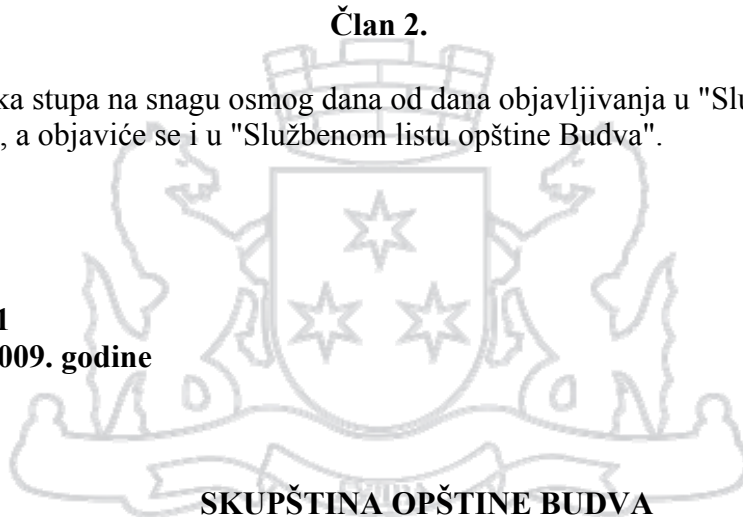 Član 2.
ka stupa na snagu osmog dana od dana objavljivanja u "Slu
, a objaviće se i u "Službenom listu opštine Budva".
1
009. godine
SKUPŠTINA OPŠTINE BUDVA